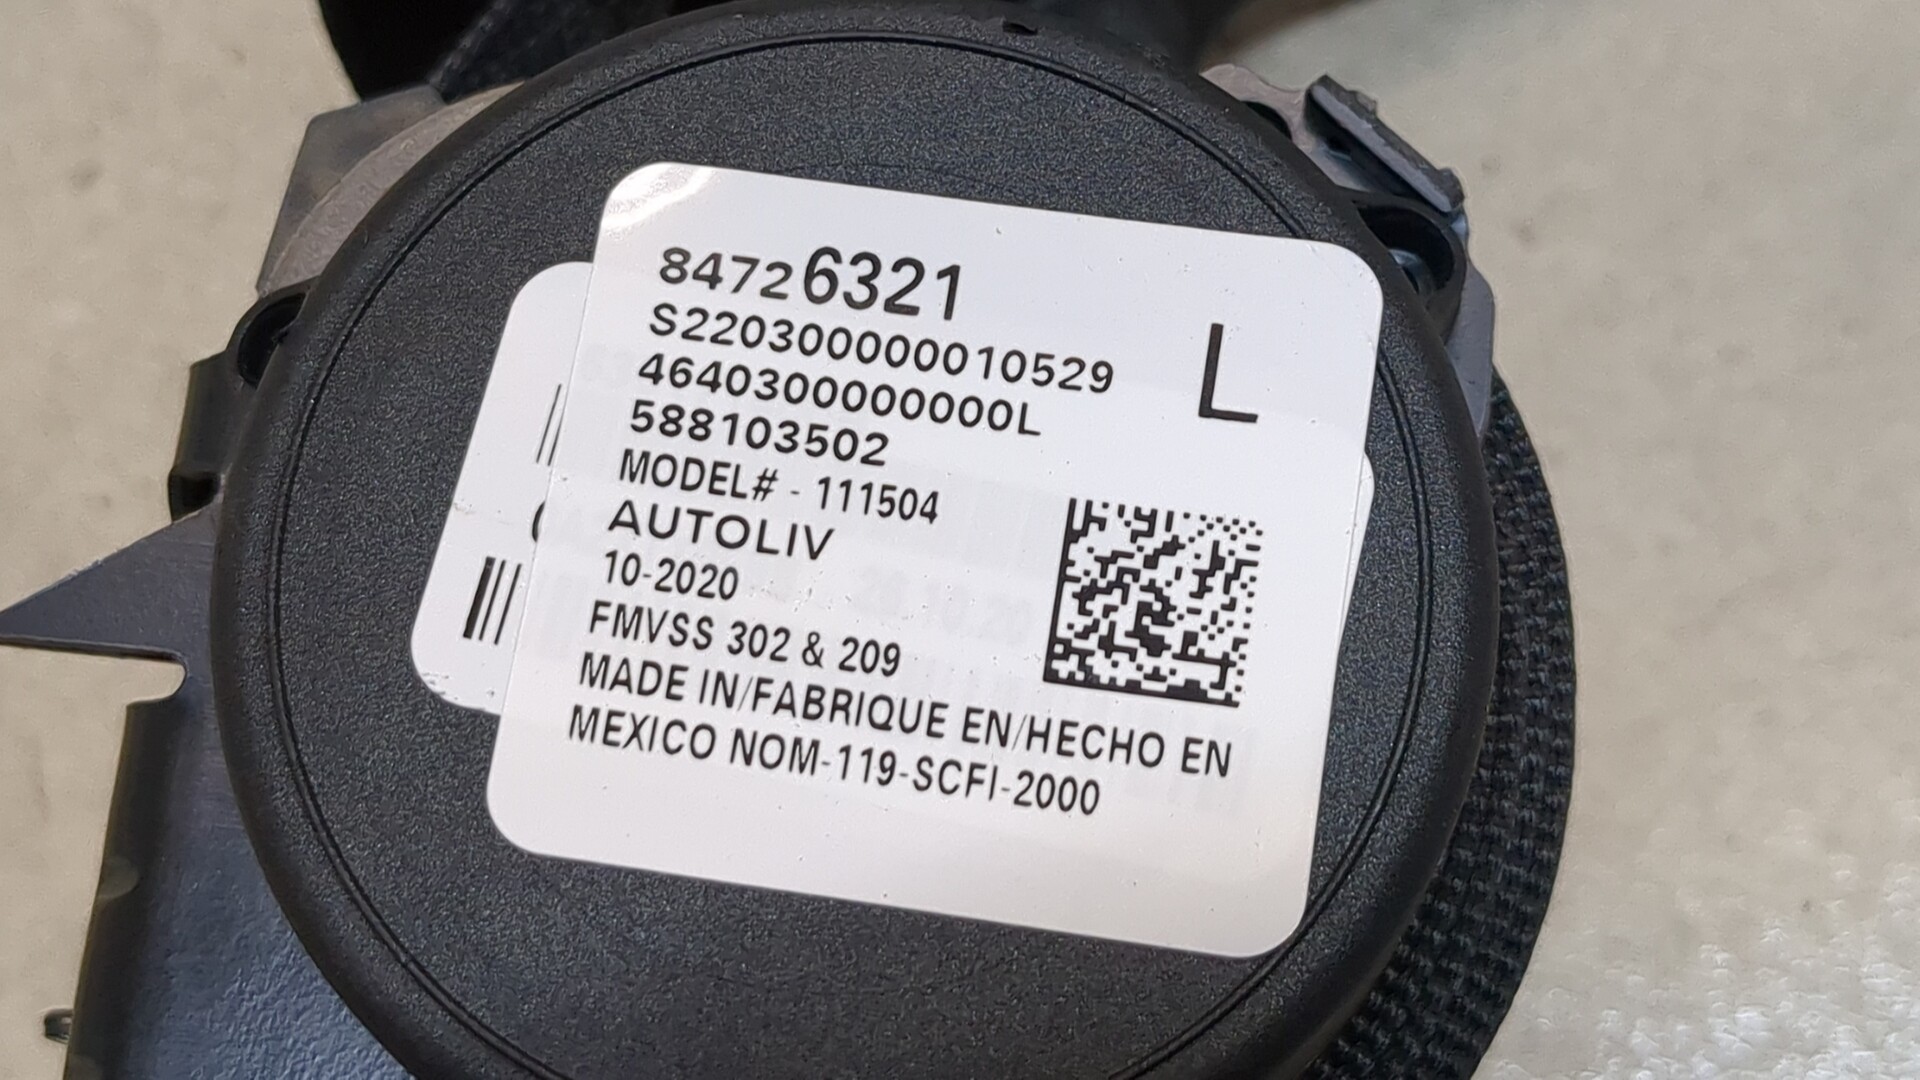 84726321
L
S220300000010529
4640300000000L
588103502
MODEL# - 111504
AUTOLIV
10-2020
FMVSS 302 & 209
MADE IN/FABRIQUE EN/HECHO EN
MEXICO NOM-119-SCFI-2000